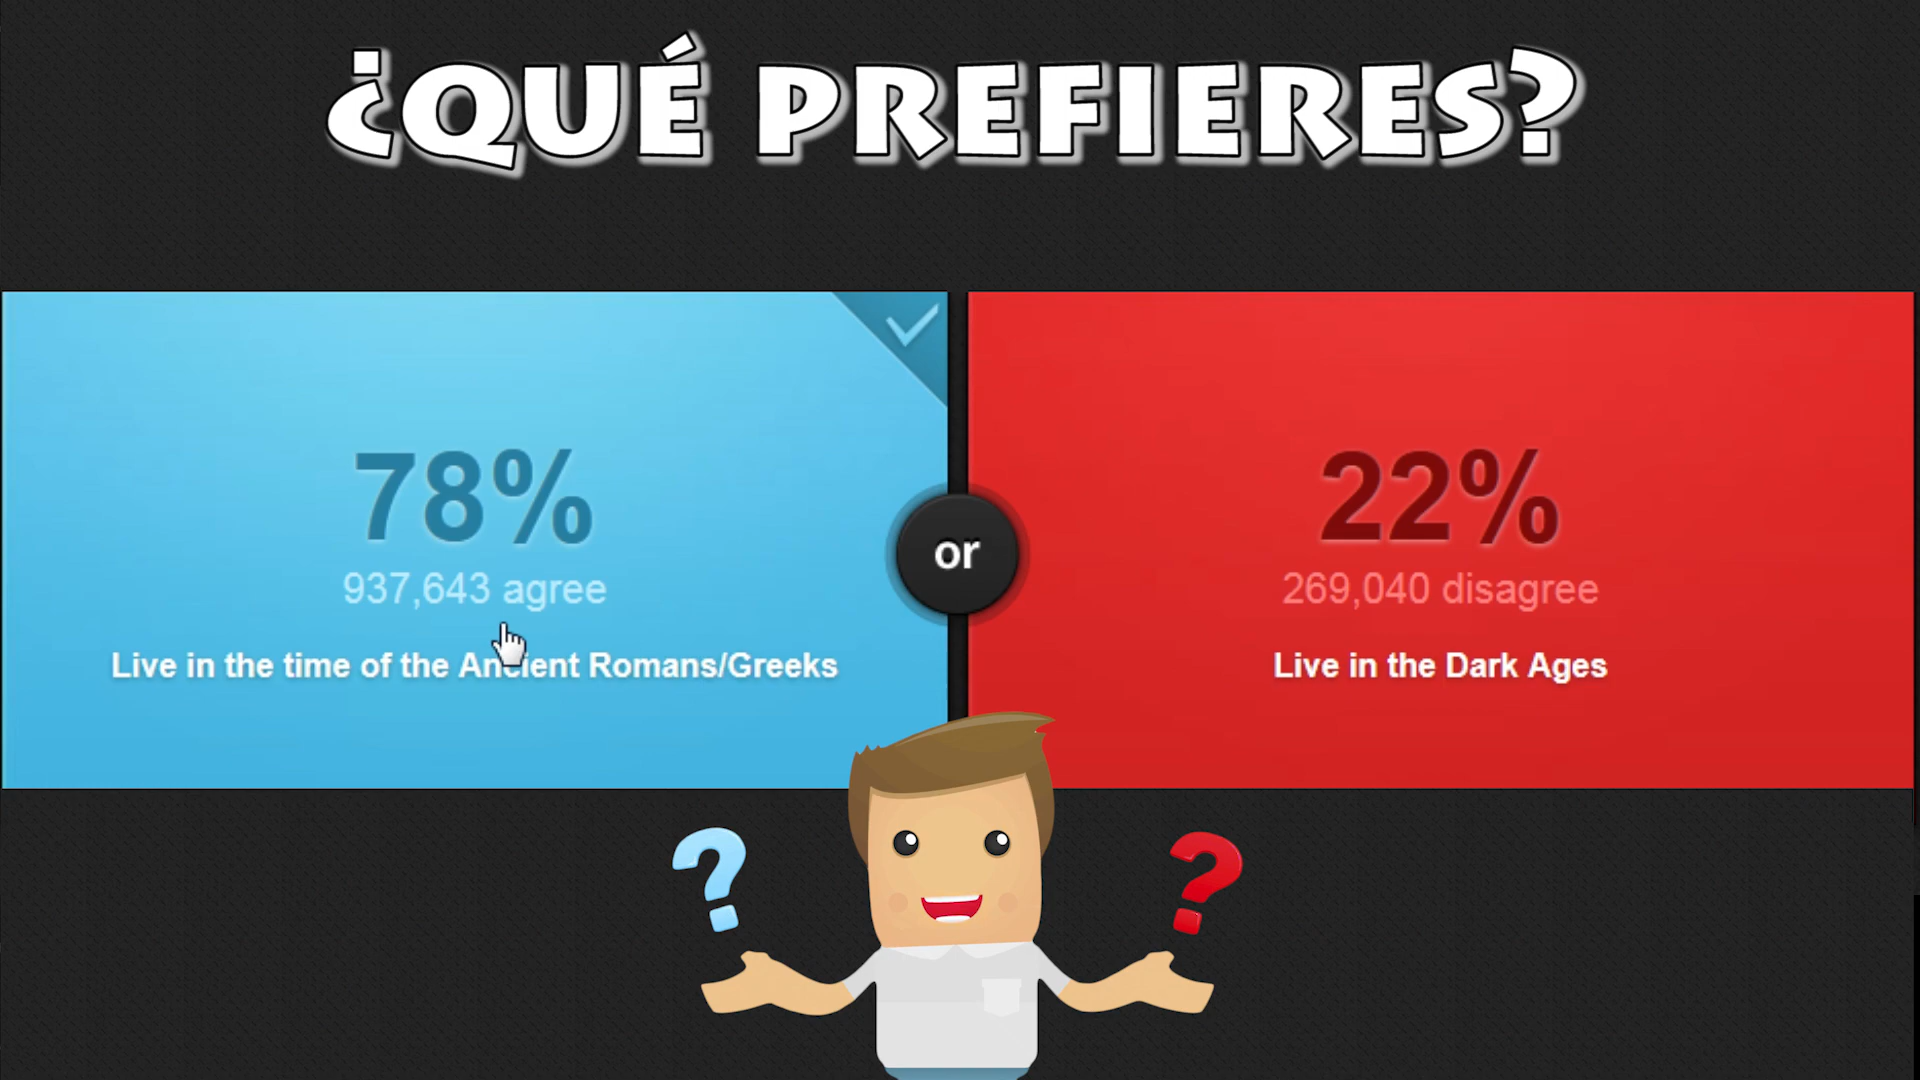 ¿QUÉ PREFIERES?
78%
937,643 agree
Live in the time of the Ancient Romans/Greeks
or
22%
269,040 disagree
Live in the Dark Ages
?
?